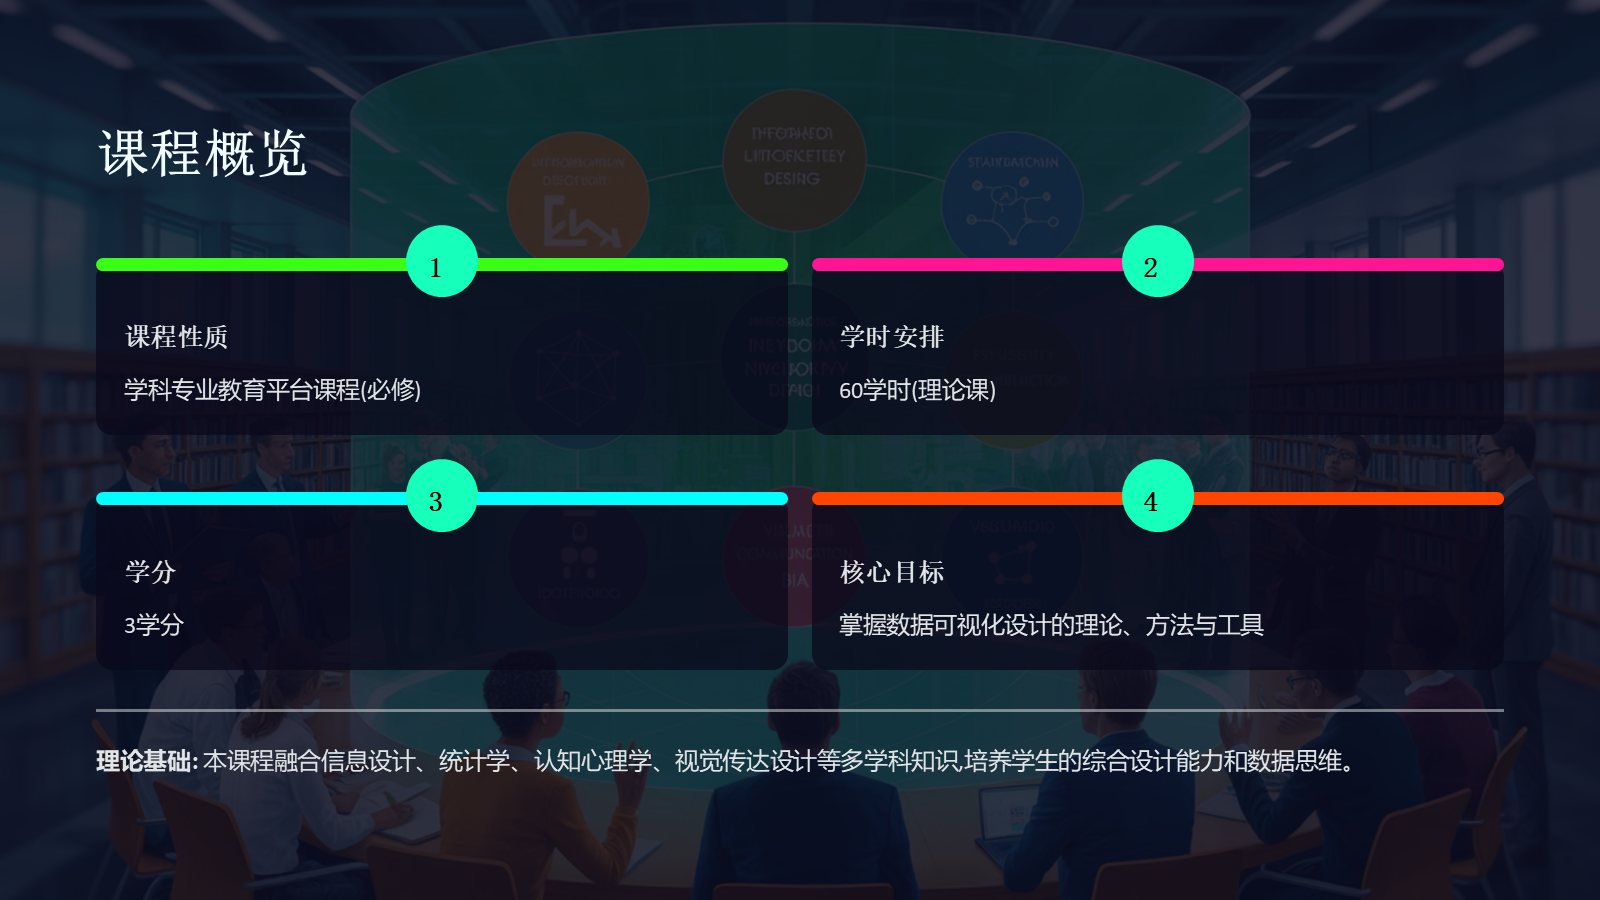 课程概览
1
课程性质
学科专业教育平台课程(必修)
2
学时安排
60学时(理论课)
3
学分
3学分
4
核心目标
掌握数据可视化设计的理论、方法与工具
理论基础: 本课程融合信息设计、统计学、认知心理学、视觉传达设计等多学科知识,培养学生的综合设计能力和数据思维。